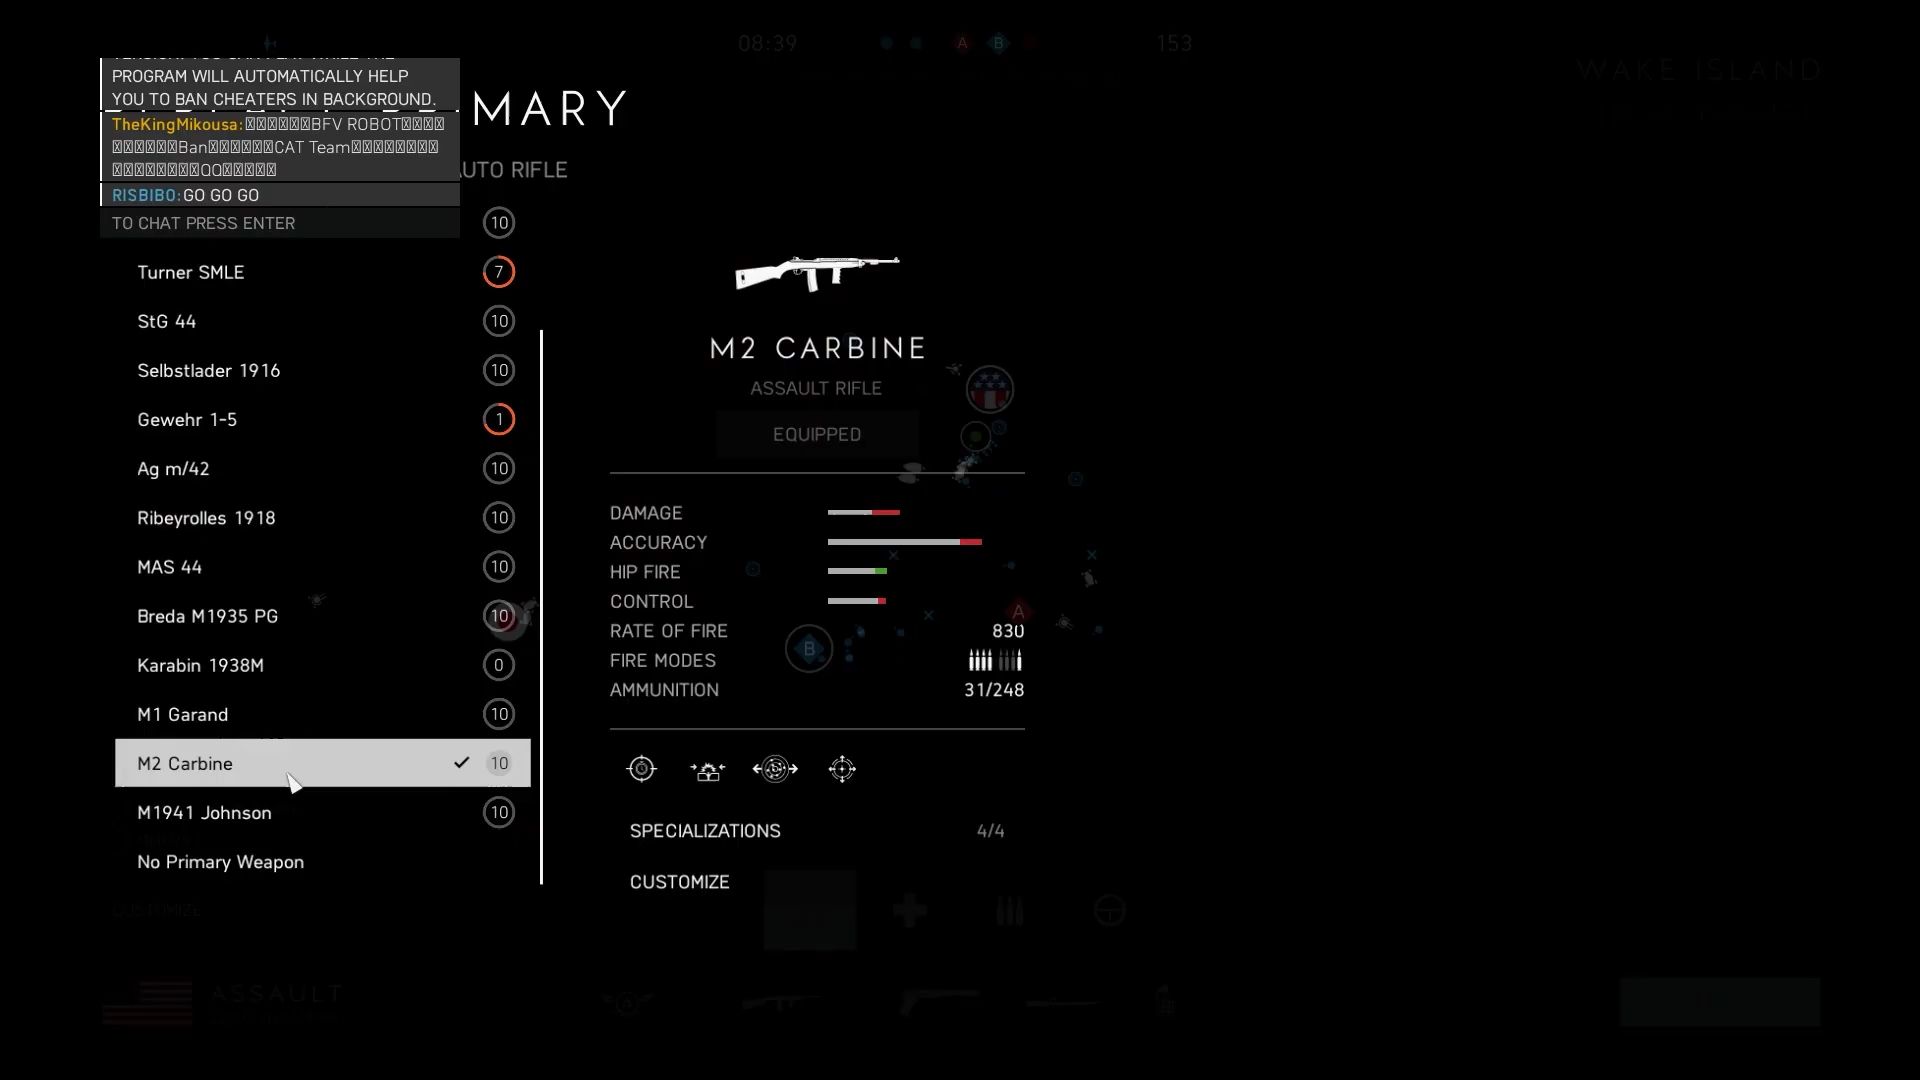 08:39
A
B
153
WAKE ISLAND
PROGRAM WILL AUTOMATICALLY HELP
YOU TO BAN CHEATERS IN BACKGROUND.
MARY
TheKingMikousa: BFV ROBOT
Ban CAT Team
QQ
UTO RIFLE
RISBIBO: GO GO GO
TO CHAT PRESS ENTER
10
Turner SMLE 7
StG 44 10
Selbstlader 1916 10
Gewehr 1-5 1
Ag m/42 10
Ribeyrolles 1918 10
MAS 44 10
Breda M1935 PG 10
Karabin 1938M 0
M1 Garand 10
M2 Carbine 10
M1941 Johnson 10
No Primary Weapon
CUSTOMIZE
M2 CARBINE
ASSAULT RIFLE
EQUIPPED
DAMAGE
ACCURACY
HIP FIRE
CONTROL
RATE OF FIRE 830
FIRE MODES
AMMUNITION 31/248
A
B
SPECIALIZATIONS 4/4
CUSTOMIZE
ASSAULT